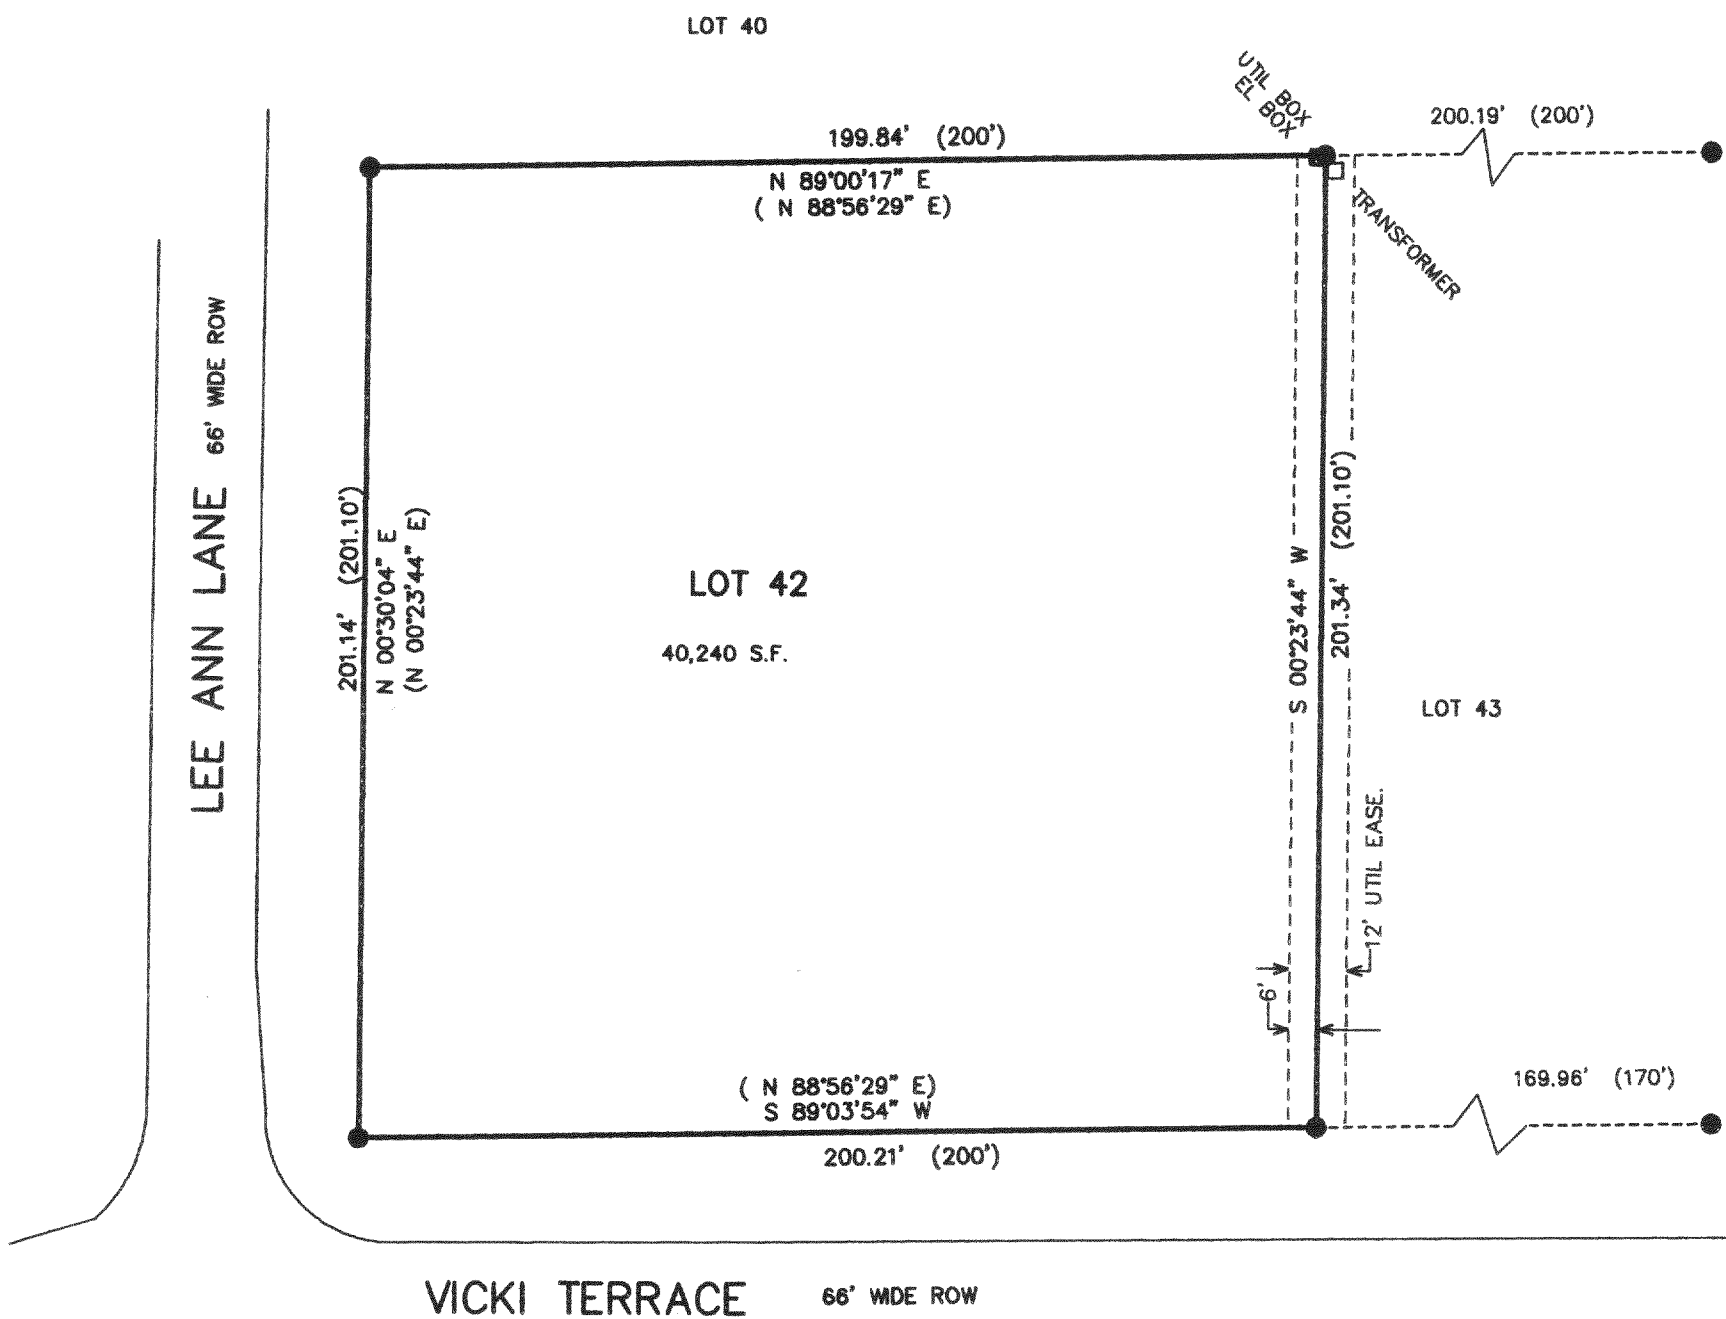 LOT 40
UTIL BOX
EL BOX
199.84' (200')
200.19' (200')
N 89°00'17" E
( N 88°56'29" E)
TRANSFORMER
LEE ANN LANE 66' WIDE ROW
201.14' (201.10')
N 00°30'04" E
(N 00°23'44" E)
LOT 42
40,240 S.F.
S 00°23'44" W
201.34' (201.10')
LOT 43
12' UTIL EASE.
6'
( N 88°56'29" E)
S 89°03'54" W
200.21' (200')
169.96' (170')
VICKI TERRACE 66' WIDE ROW